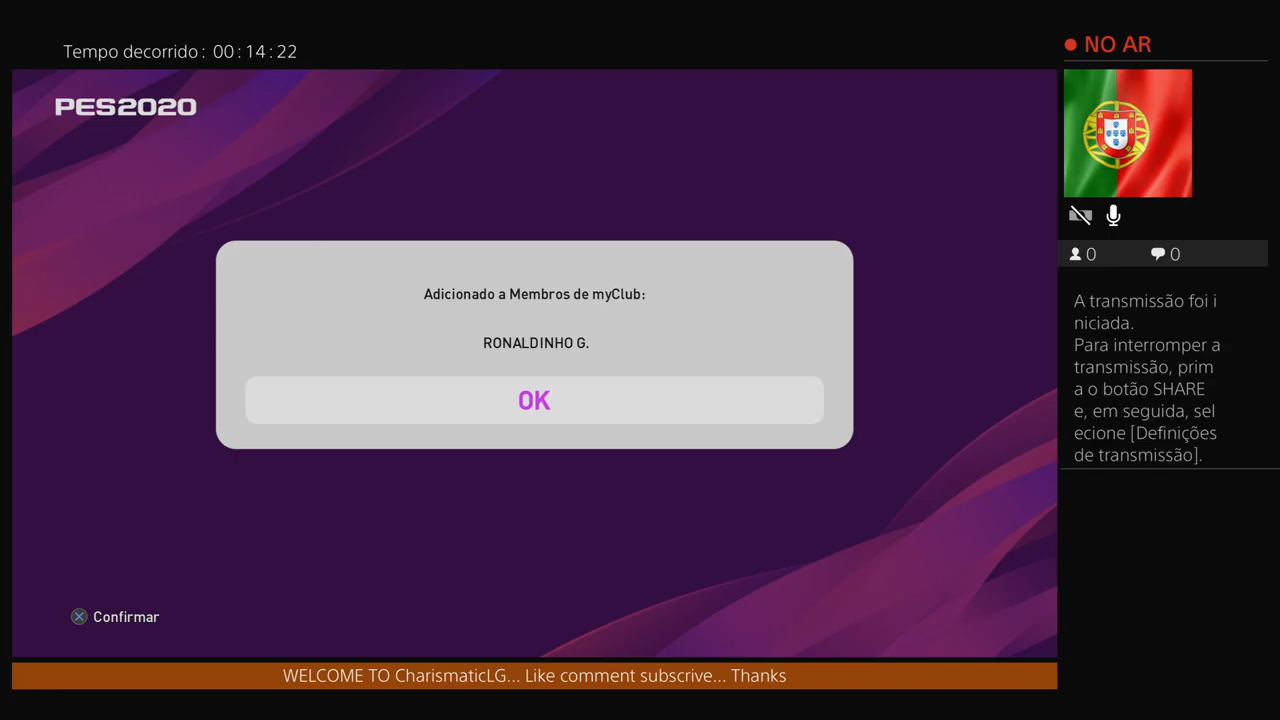 Tempo decorrido: 00:14:22
NO AR
PES2020
0 0
Adicionado a Membros de myClub:
RONALDINHO G.
OK
A transmissão foi i
niciada.
Para interromper a
transmissão, prim
a o botão SHARE
e, em seguida, sel
ecione [Definições
de transmissão].
Confirmar
WELCOME TO CharismaticLG... Like comment subscrive... Thanks